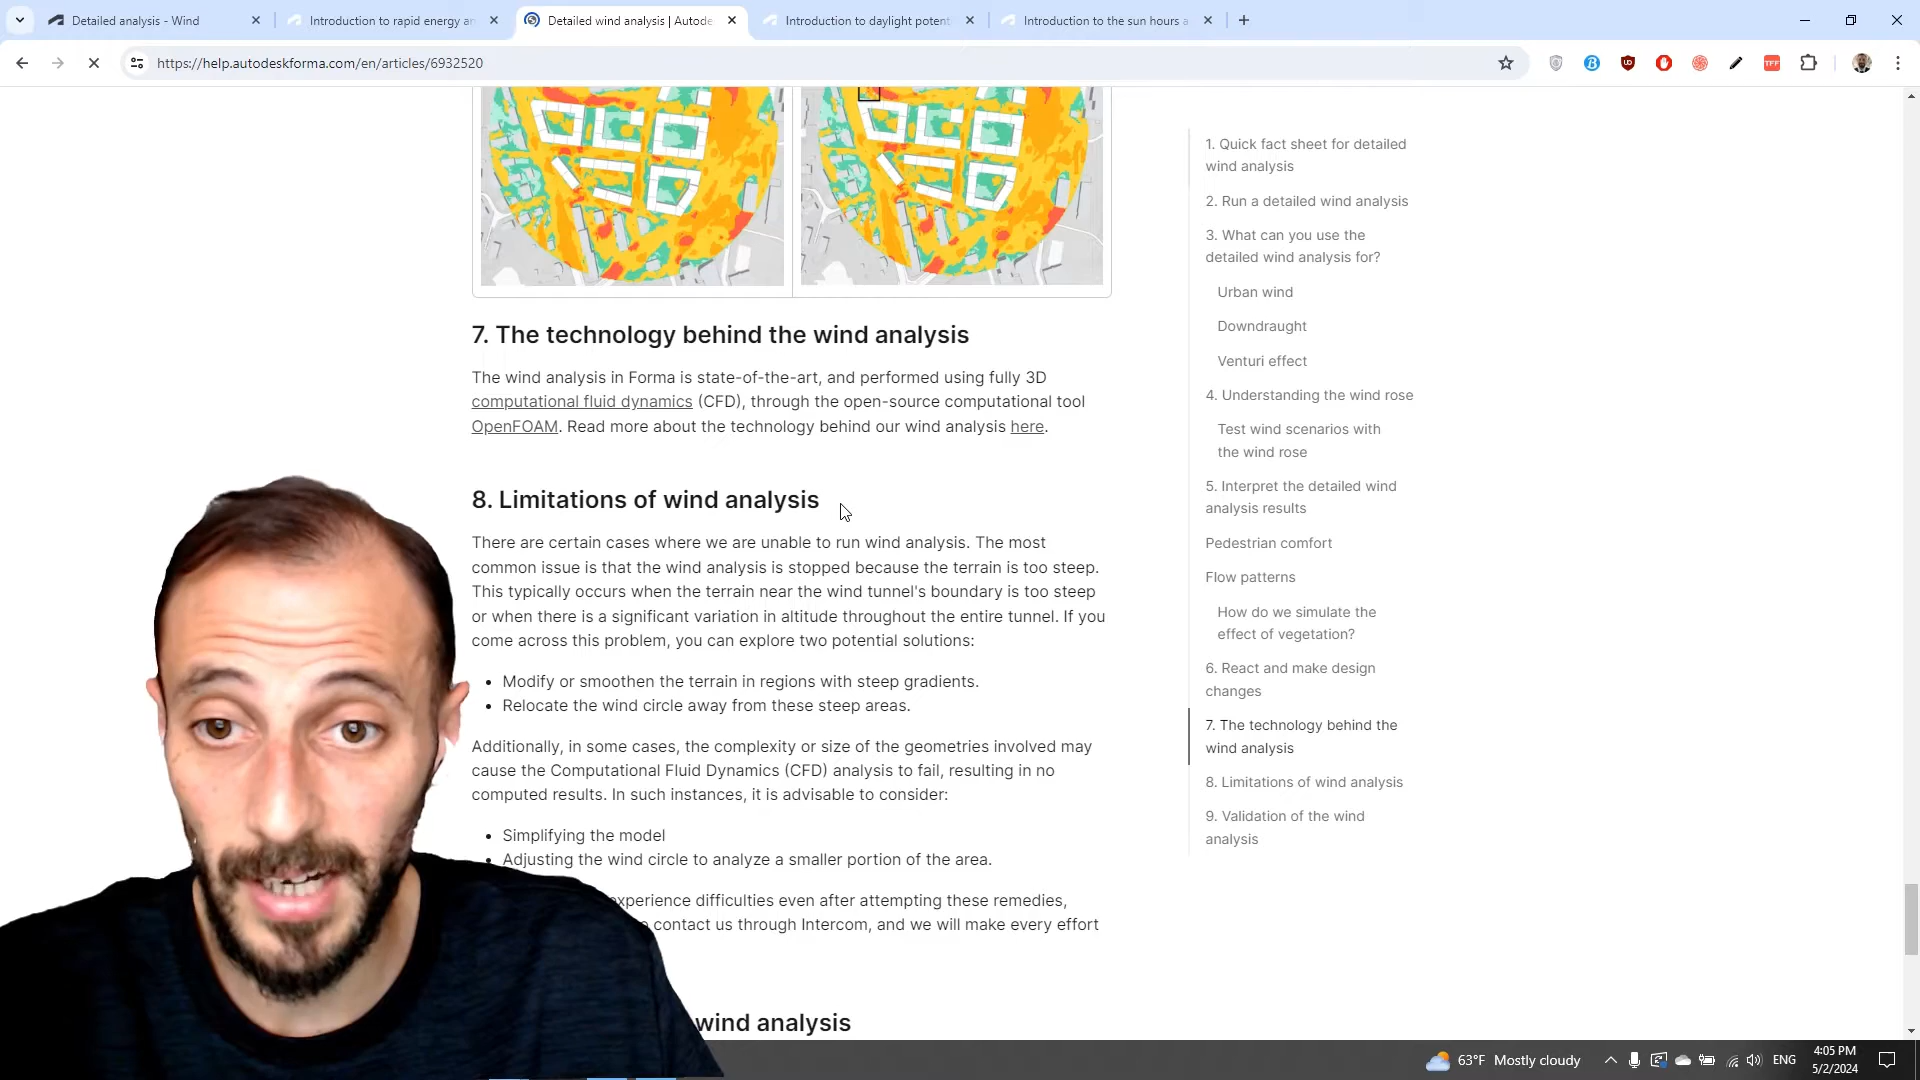 Detailed analysis - Wind
Introduction to rapid energy an
Detailed wind analysis | Autode
Introduction to daylight potent
Introduction to the sun hours a
https://help.autodeskforma.com/en/articles/6932520
7. The technology behind the wind analysis
The wind analysis in Forma is state-of-the-art, and performed using fully 3D
computational fluid dynamics (CFD), through the open-source computational tool
OpenFOAM. Read more about the technology behind our wind analysis here.
8. Limitations of wind analysis
There are certain cases where we are unable to run wind analysis. The most
common issue is that the wind analysis is stopped because the terrain is too steep.
This typically occurs when the terrain near the wind tunnel's boundary is too steep
or when there is a significant variation in altitude throughout the entire tunnel. If you
come across this problem, you can explore two potential solutions:
• Modify or smoothen the terrain in regions with steep gradients.
• Relocate the wind circle away from these steep areas.
Additionally, in some cases, the complexity or size of the geometries involved may
cause the Computational Fluid Dynamics (CFD) analysis to fail, resulting in no
computed results. In such instances, it is advisable to consider:
• Simplifying the model
• Adjusting the wind circle to analyze a smaller portion of the area.
experience difficulties even after attempting these remedies,
contact us through Intercom, and we will make every effort
wind analysis
1. Quick fact sheet for detailed
wind analysis
2. Run a detailed wind analysis
3. What can you use the
detailed wind analysis for?
Urban wind
Downdraught
Venturi effect
4. Understanding the wind rose
Test wind scenarios with
the wind rose
5. Interpret the detailed wind
analysis results
Pedestrian comfort
Flow patterns
How do we simulate the
effect of vegetation?
6. React and make design
changes
7. The technology behind the
wind analysis
8. Limitations of wind analysis
9. Validation of the wind
analysis
63°F Mostly cloudy
ENG
4:05 PM
5/2/2024